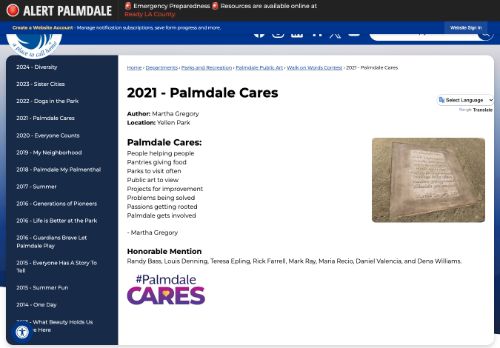 ALERT PALMDALE
🚨 Emergency Preparedness 🚨 Resources are available online at
Ready LA County.
Create a Website Account - Manage notification subscriptions, save form progress and more.
Website Sign In
a place to call home
2024 - Diversity
2023 - Sister Cities
2022 - Dogs in the Park
2021 - Palmdale Cares
2020 - Everyone Counts
2019 - My Neighborhood
2018 - Palmdale My Palmenthal
2017 - Summer
2016 - Generations of Pioneers
2016 - Life is Better at the Park
2016 - Guardians Brave Let
Palmdale Play
2015 - Everyone Has A Story To
Tell
2015 - Summer Fun
2014 - One Day
What Beauty Holds Us
Here
Home › Departments › Parks and Recreation › Palmdale Public Art › Walk on Words Contest › 2021 - Palmdale Cares
2021 - Palmdale Cares
Select Language
Google Translate
Author: Martha Gregory
Location: Yellen Park
Palmdale Cares:
People helping people
Pantries giving food
Parks to visit often
Public art to view
Projects for improvement
Problems being solved
Passions getting rooted
Palmdale gets involved
- Martha Gregory
Honorable Mention
Randy Bass, Louis Denning, Teresa Epling, Rick Farrell, Mark Ray, Maria Recio, Daniel Valencia, and Dena Williams.
#Palmdale
CARES